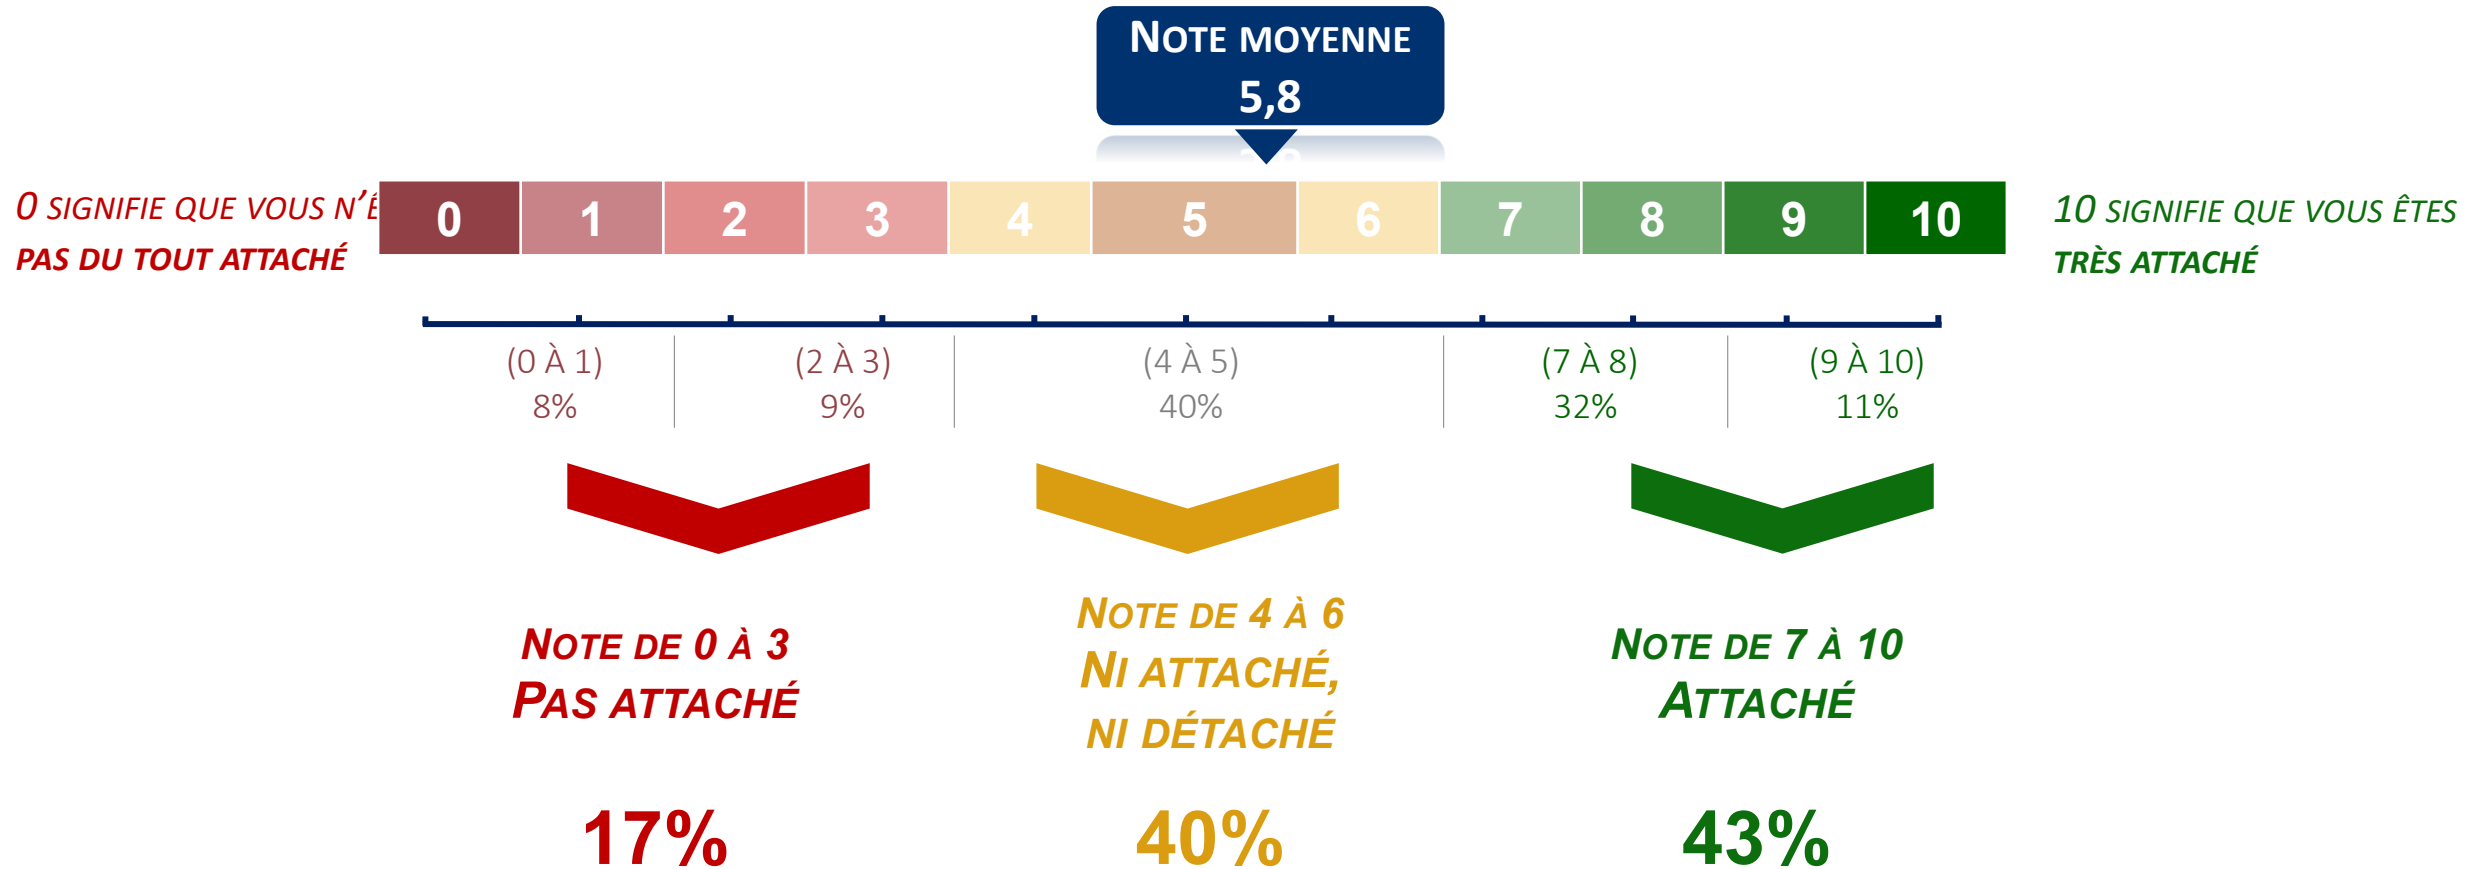 NOTE MOYENNE
5,8
0 SIGNIFIE QUE VOUS N'Ê
PAS DU TOUT ATTACHÉ
0 1 2 3 4 5 6 7 8 9 10
10 SIGNIFIE QUE VOUS ÊTES
TRÈS ATTACHÉ
(0 À 1) (2 À 3) (4 À 5) (7 À 8) (9 À 10)
8% 9% 40% 32% 11%
NOTE DE 0 À 3
PAS ATTACHÉ
17%
NOTE DE 4 À 6
NI ATTACHÉ,
NI DÉTACHÉ
40%
NOTE DE 7 À 10
ATTACHÉ
43%